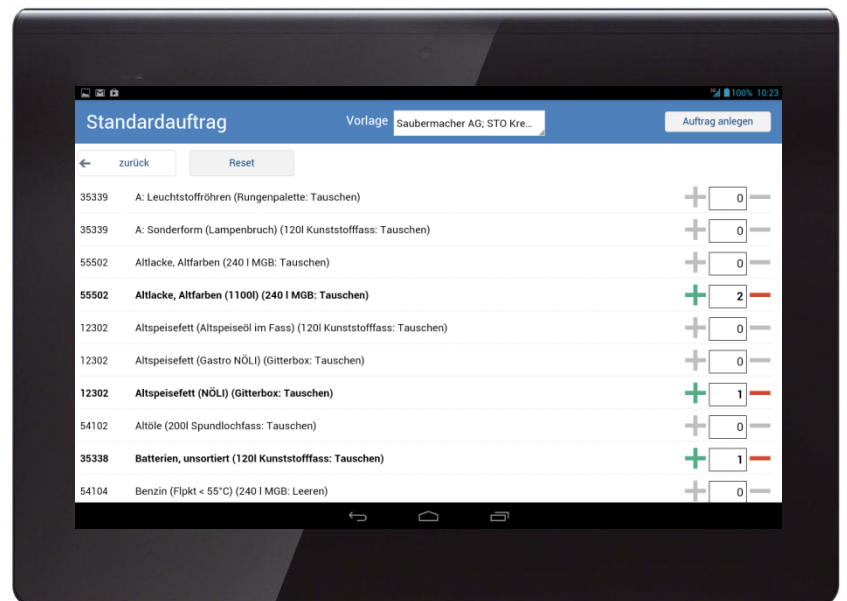 100% 10:23
Standardauftrag Vorlage Saubermacher AG; STO Kre... Auftrag anlegen
zurück Reset
35339 A: Leuchtstoffröhren (Rungenpalette: Tauschen) 0
35339 A: Sonderform (Lampenbruch) (120l Kunststofffass: Tauschen) 0
55502 Altlacke, Altfarben (240 l MGB: Tauschen) 0
55502 Altlacke, Altfarben (1100l) (240 l MGB: Tauschen) 2
12302 Altspeisefett (Altspeiseöl im Fass) (120l Kunststofffass: Tauschen) 0
12302 Altspeisefett (Gastro NÖLI) (Gitterbox: Tauschen) 0
12302 Altspeisefett (NÖLI) (Gitterbox: Tauschen) 1
54102 Altöle (200l Spundlochfass: Tauschen) 0
35338 Batterien, unsortiert (120l Kunststofffass: Tauschen) 1
54104 Benzin (Flpkt < 55°C) (240 l MGB: Leeren) 0